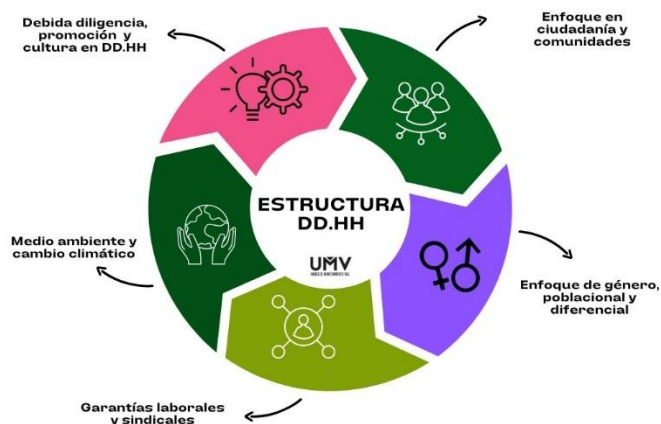 Debida diligencia,
promoción y
cultura en DD.HH
Enfoque en
ciudadanía y
comunidades
ESTRUCTURA
DD.HH
UMV
Medio ambiente y
cambio climático
Enfoque de género,
poblacional y
diferencial
Garantías laborales
y sindicales